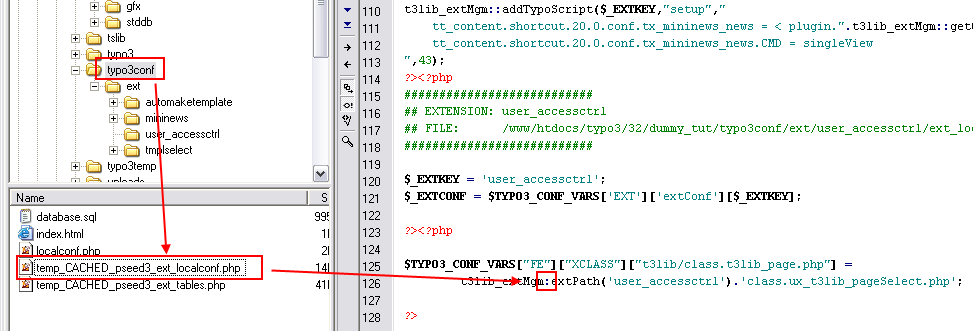 gfx
stddb
tslib
typo3
typo3conf
ext
automaketemplate
mininews
user_accessctrl
tmplselect
typo3temp
uploads
Name S
database.sql 995
index.html 1
localconf.php 2
temp_CACHED_pseed3_ext_localconf.php 14
temp_CACHED_pseed3_ext_tables.php 41
110 t3lib_extMgm::addTypoScript($_EXTKEY,"setup","
111 tt_content.shortcut.20.0.conf.tx_mininews_news = < plugin.".t3lib_extMgm::get
112 tt_content.shortcut.20.0.conf.tx_mininews_news.CMD = singleView
113 ",43);
114 ?><?php
115 ###########################
116 ## EXTENSION: user_accessctrl
117 ## FILE: /www/htdocs/typo3/32/dummy_tut/typo3conf/ext/user_accessctrl/ext_lo
118 ###########################
119
120 $_EXTKEY = 'user_accessctrl';
121 $_EXTCONF = $TYPO3_CONF_VARS['EXT']['extConf'][$_EXTKEY];
122
123 ?><?php
124
125 $TYPO3_CONF_VARS["FE"]["XCLASS"]["t3lib/class.t3lib_page.php"] =
126 t3lib_extMgm:extPath('user_accessctrl').'class.ux_t3lib_pageSelect.php';
127
128 ?>